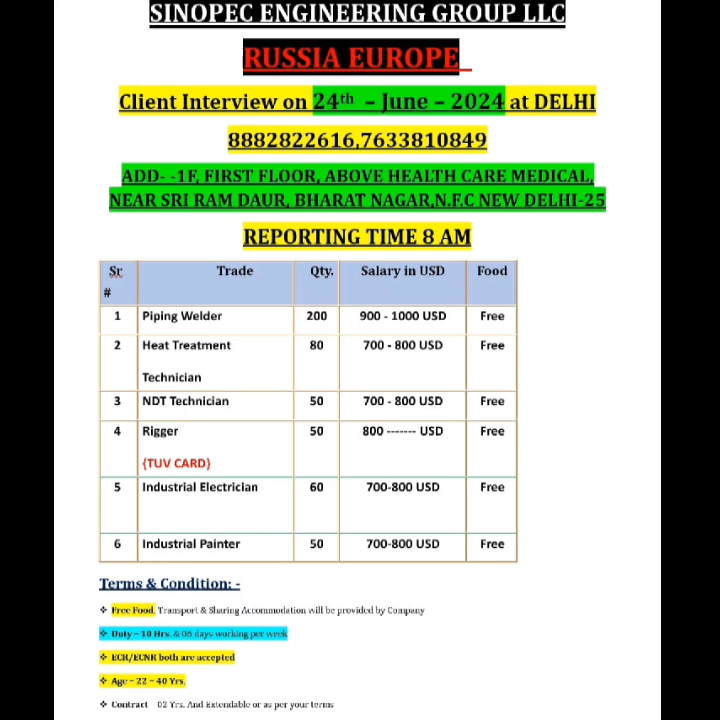 SINOPEC ENGINEERING GROUP LLC
RUSSIA EUROPE
Client Interview on 24th – June – 2024 at DELHI
8882822616,7633810849
ADD- -1F, FIRST FLOOR, ABOVE HEALTH CARE MEDICAL,
NEAR SRI RAM DAUR, BHARAT NAGAR,N.F.C NEW DELHI-25
REPORTING TIME 8 AM
Sr # Trade Qty. Salary in USD Food
1 Piping Welder 200 900 - 1000 USD Free
2 Heat Treatment Technician 80 700 - 800 USD Free
3 NDT Technician 50 700 - 800 USD Free
4 Rigger (TUV CARD) 50 800 ------- USD Free
5 Industrial Electrician 60 700-800 USD Free
6 Industrial Painter 50 700-800 USD Free
Terms & Condition: -
❖ Free Food, Transport & Sharing Accommodation will be provided by Company
❖ Duty – 10 Hrs. & 06 days working per week
❖ ECR/ECNR both are accepted
❖ Age – 22 – 40 Yrs.
❖ Contract 02 Yrs. And Extendable or as per your terms